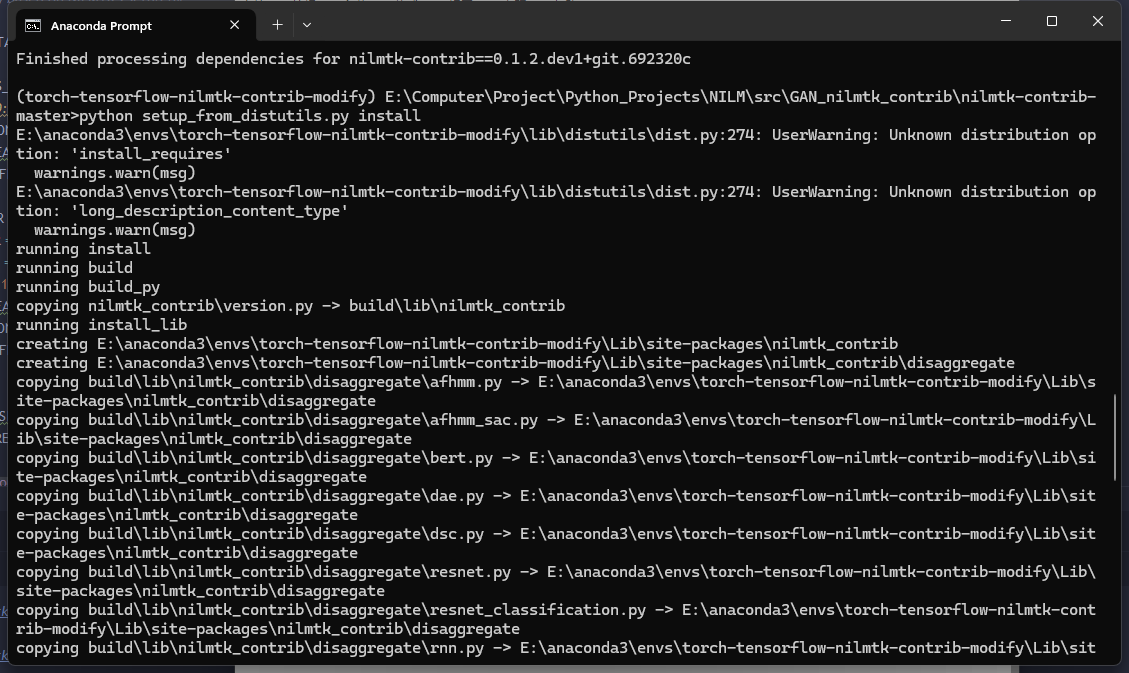 Anaconda Prompt
Finished processing dependencies for nilmtk-contrib==0.1.2.dev1+git.692320c
(torch-tensorflow-nilmtk-contrib-modify) E:\Computer\Project\Python_Projects\NILM\src\GAN_nilmtk_contrib\nilmtk-contrib-
master>python setup_from_distutils.py install
E:\anaconda3\envs\torch-tensorflow-nilmtk-contrib-modify\lib\distutils\dist.py:274: UserWarning: Unknown distribution op
tion: 'install_requires'
  warnings.warn(msg)
E:\anaconda3\envs\torch-tensorflow-nilmtk-contrib-modify\lib\distutils\dist.py:274: UserWarning: Unknown distribution op
tion: 'long_description_content_type'
  warnings.warn(msg)
running install
running build
running build_py
copying nilmtk_contrib\version.py -> build\lib\nilmtk_contrib
running install_lib
creating E:\anaconda3\envs\torch-tensorflow-nilmtk-contrib-modify\Lib\site-packages\nilmtk_contrib
creating E:\anaconda3\envs\torch-tensorflow-nilmtk-contrib-modify\Lib\site-packages\nilmtk_contrib\disaggregate
copying build\lib\nilmtk_contrib\disaggregate\afhmm.py -> E:\anaconda3\envs\torch-tensorflow-nilmtk-contrib-modify\Lib\s
ite-packages\nilmtk_contrib\disaggregate
copying build\lib\nilmtk_contrib\disaggregate\afhmm_sac.py -> E:\anaconda3\envs\torch-tensorflow-nilmtk-contrib-modify\L
ib\site-packages\nilmtk_contrib\disaggregate
copying build\lib\nilmtk_contrib\disaggregate\bert.py -> E:\anaconda3\envs\torch-tensorflow-nilmtk-contrib-modify\Lib\si
te-packages\nilmtk_contrib\disaggregate
copying build\lib\nilmtk_contrib\disaggregate\dae.py -> E:\anaconda3\envs\torch-tensorflow-nilmtk-contrib-modify\Lib\sit
e-packages\nilmtk_contrib\disaggregate
copying build\lib\nilmtk_contrib\disaggregate\dsc.py -> E:\anaconda3\envs\torch-tensorflow-nilmtk-contrib-modify\Lib\sit
e-packages\nilmtk_contrib\disaggregate
copying build\lib\nilmtk_contrib\disaggregate\resnet.py -> E:\anaconda3\envs\torch-tensorflow-nilmtk-contrib-modify\Lib\
site-packages\nilmtk_contrib\disaggregate
copying build\lib\nilmtk_contrib\disaggregate\resnet_classification.py -> E:\anaconda3\envs\torch-tensorflow-nilmtk-cont
rib-modify\Lib\site-packages\nilmtk_contrib\disaggregate
copying build\lib\nilmtk_contrib\disaggregate\rnn.py -> E:\anaconda3\envs\torch-tensorflow-nilmtk-contrib-modify\Lib\sit